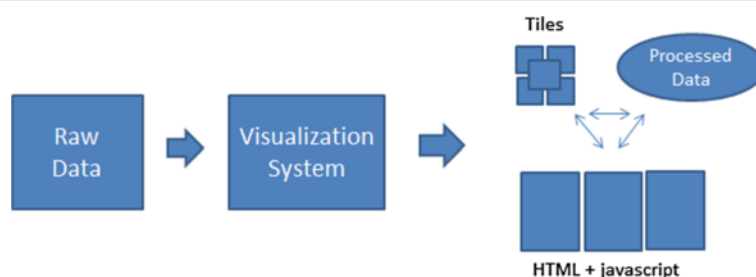 Tiles
Processed
Data
Raw
Data
Visualization
System
HTML + javascript